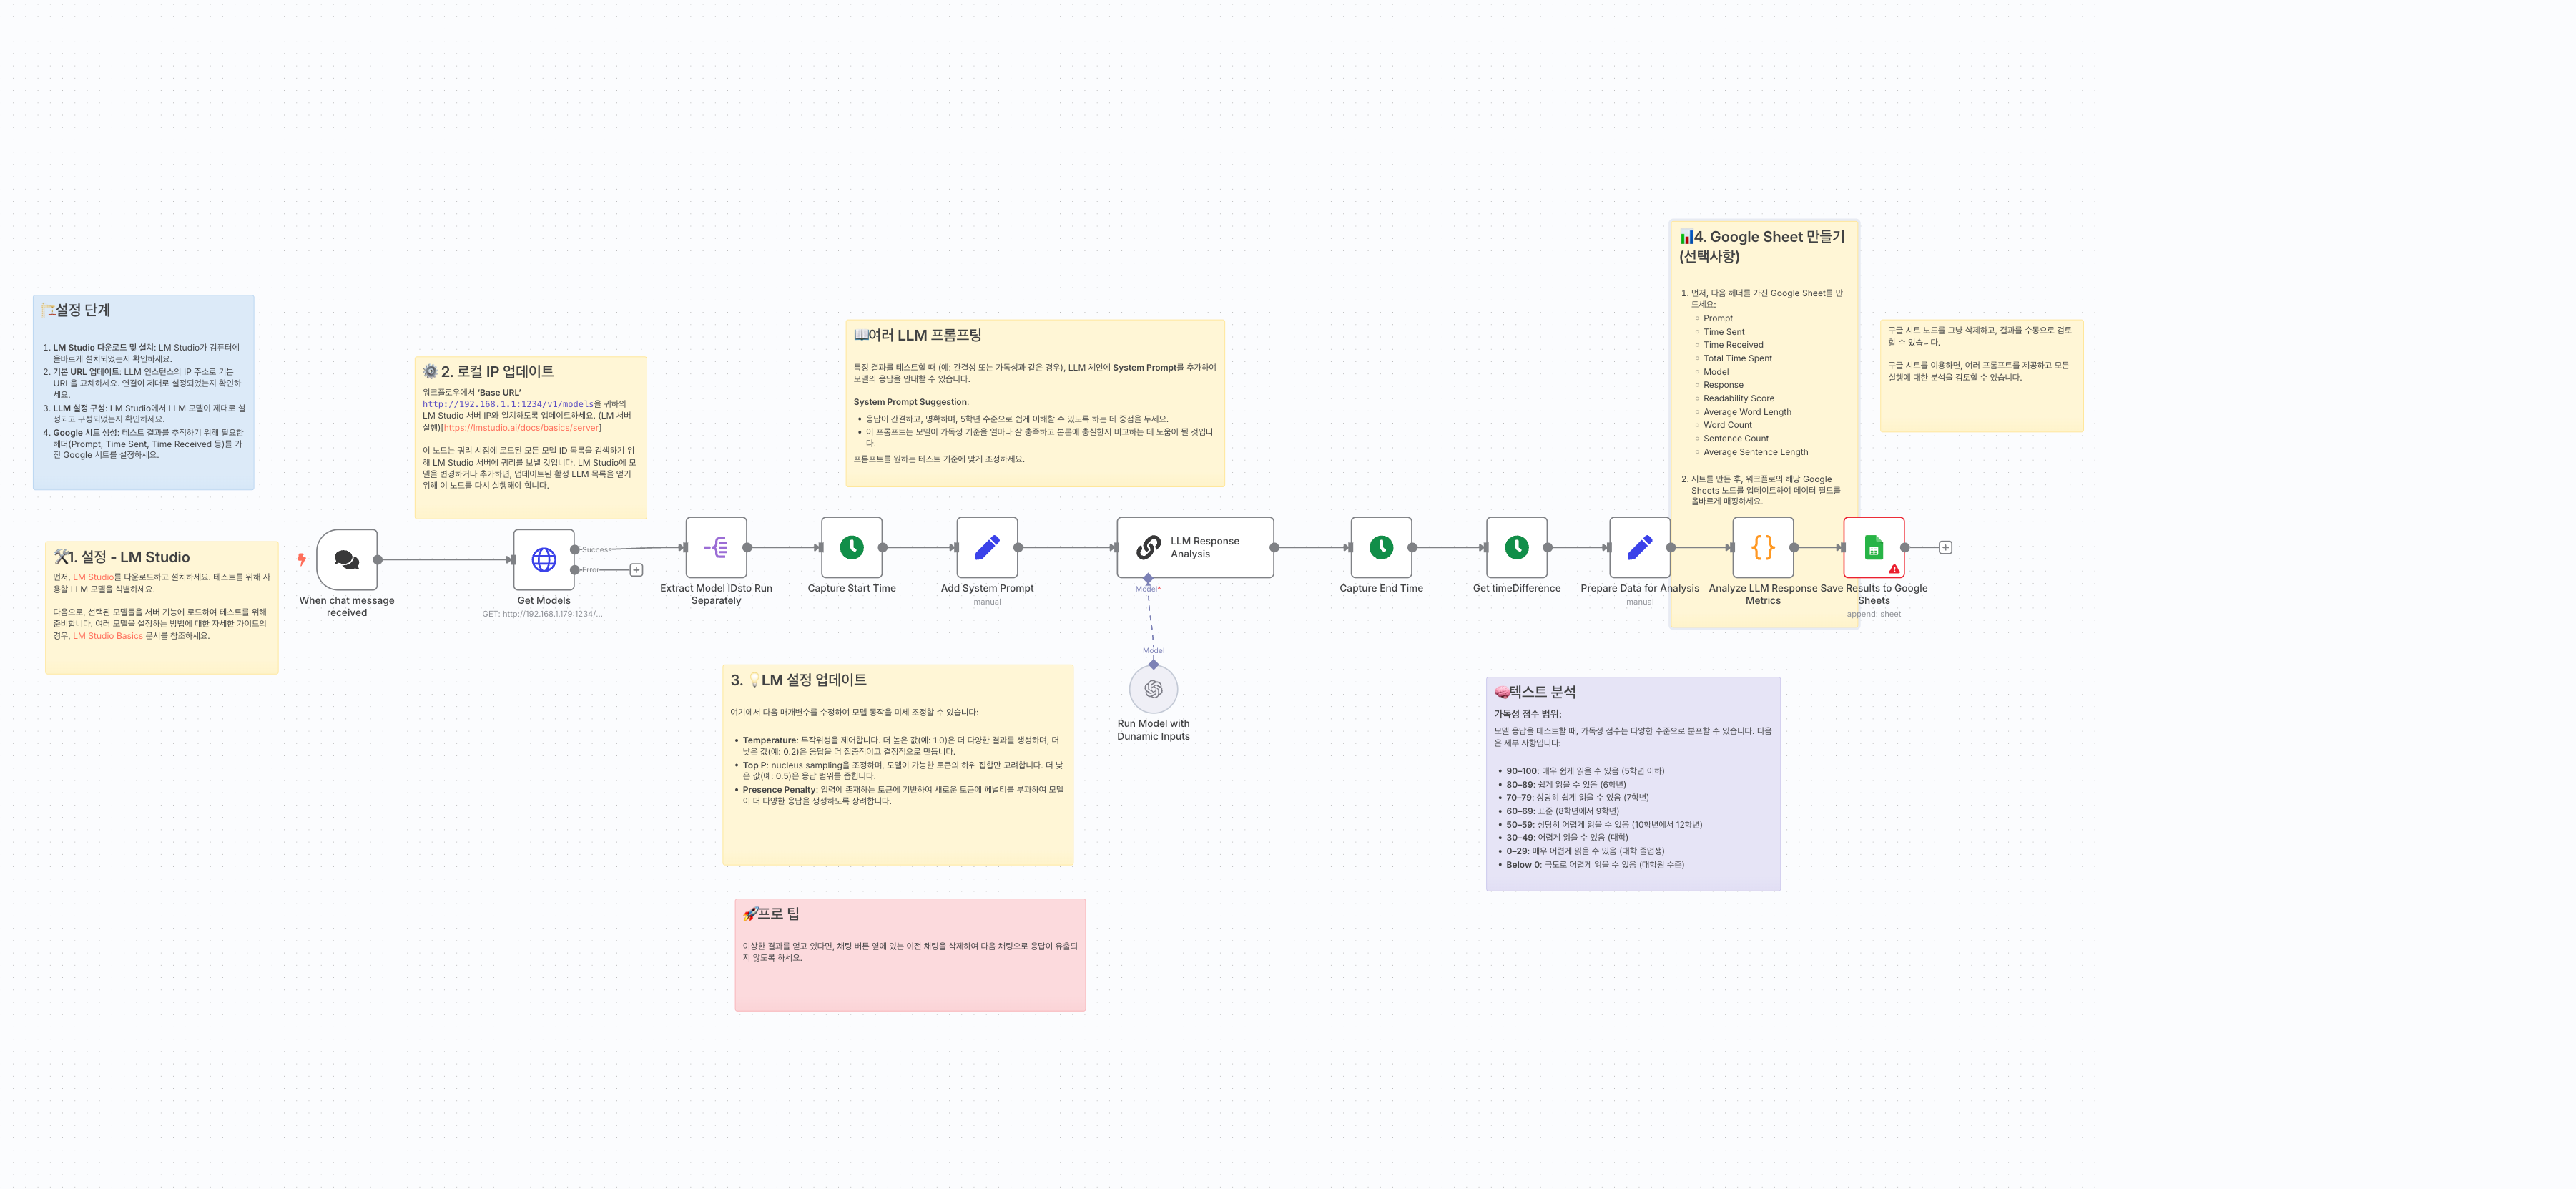 🏗️설정 단계
1. LM Studio 다운로드 및 설치: LM Studio가 컴퓨터에
올바르게 설치되었는지 확인하세요.
2. 기본 URL 업데이트: LLM 인스턴스의 IP 주소로 기본
URL을 교체하세요. 연결이 제대로 설정되었는지 확인하
세요.
3. LLM 설정 구성: LM Studio에서 LLM 모델이 제대로 설
정되고 구성되었는지 확인하세요.
4. Google 시트 생성: 테스트 결과를 추적하기 위해 필요한
헤더(Prompt, Time Sent, Time Received 등)를 가
진 Google 시트를 설정하세요.
🛠️1. 설정 - LM Studio
먼저, LM Studio를 다운로드하고 설치하세요. 테스트를 위해 사
용할 LLM 모델을 식별하세요.
다음으로, 선택된 모델들을 서버 기능에 로드하여 테스트를 위해
준비합니다. 여러 모델을 설정하는 방법에 대한 자세한 가이드의
경우, LM Studio Basics 문서를 참조하세요.
⚙️ 2. 로컬 IP 업데이트
워크플로우에서 ‘Base URL’
http://192.168.1.1:1234/v1/models을 귀하의
LM Studio 서버 IP와 일치하도록 업데이트하세요. (LM 서버
실행)[https://lmstudio.ai/docs/basics/server]
이 노드는 쿼리 시점에 로드된 모든 모델 ID 목록을 검색하기 위
해 LM Studio 서버에 쿼리를 보낼 것입니다. LM Studio에 모
델을 변경하거나 추가하면, 업데이트된 활성 LLM 목록을 얻기
위해 이 노드를 다시 실행해야 합니다.
📖여러 LLM 프롬프팅
특정 결과를 테스트할 때 (예: 간결성 또는 가독성과 같은 경우), LLM 체인에 System Prompt를 추가하여
모델의 응답을 안내할 수 있습니다.
System Prompt Suggestion:
• 응답이 간결하고, 명확하며, 5학년 수준으로 쉽게 이해할 수 있도록 하는 데 중점을 두세요.
• 이 프롬프트는 모델이 가독성 기준을 얼마나 잘 충족하고 본론에 충실한지 비교하는 데 도움이 될 것입니
다.
프롬프트를 원하는 테스트 기준에 맞게 조정하세요.
📊4. Google Sheet 만들기
(선택사항)
1. 먼저, 다음 헤더를 가진 Google Sheet를 만
드세요:
Prompt
Time Sent
Time Received
Total Time Spent
Model
Response
Readability Score
Average Word Length
Word Count
Sentence Count
Average Sentence Length
2. 시트를 만든 후, 워크플로의 해당 Google
Sheets 노드를 업데이트하여 데이터 필드를
올바르게 매핑하세요.
구글 시트 노드를 그냥 삭제하고, 결과를 수동으로 검토
할 수 있습니다.
구글 시트를 이용하면, 여러 프롬프트를 제공하고 모든
실행에 대한 분석을 검토할 수 있습니다.
When chat message
received
Success
Error
Get Models
GET: http://192.168.1.179:1234/...
Extract Model IDsto Run
Separately
Capture Start Time
Add System Prompt
manual
LLM Response
Analysis
Model*
Model
Run Model with
Dunamic Inputs
Capture End Time
Get timeDifference
Prepare Data for Analysis
manual
Analyze LLM Response
Metrics
Save Results to Google
Sheets
append: sheet
3. 💡LM 설정 업데이트
여기에서 다음 매개변수를 수정하여 모델 동작을 미세 조정할 수 있습니다:
• Temperature: 무작위성을 제어합니다. 더 높은 값(예: 1.0)은 더 다양한 결과를 생성하며, 더
낮은 값(예: 0.2)은 응답을 더 집중적이고 결정적으로 만듭니다.
• Top P: nucleus sampling을 조정하며, 모델이 가능한 토큰의 하위 집합만 고려합니다. 더 낮
은 값(예: 0.5)은 응답 범위를 좁힙니다.
• Presence Penalty: 입력에 존재하는 토큰에 기반하여 새로운 토큰에 페널티를 부과하여 모델
이 더 다양한 응답을 생성하도록 장려합니다.
🚀프로 팁
이상한 결과를 얻고 있다면, 채팅 버튼 옆에 있는 이전 채팅을 삭제하여 다음 채팅으로 응답이 유출되
지 않도록 하세요.
🧠텍스트 분석
가독성 점수 범위:
모델 응답을 테스트할 때, 가독성 점수는 다양한 수준으로 분포할 수 있습니다. 다음
은 세부 사항입니다:
• 90–100: 매우 쉽게 읽을 수 있음 (5학년 이하)
• 80–89: 쉽게 읽을 수 있음 (6학년)
• 70–79: 상당히 쉽게 읽을 수 있음 (7학년)
• 60–69: 표준 (8학년에서 9학년)
• 50–59: 상당히 어렵게 읽을 수 있음 (10학년에서 12학년)
• 30–49: 어렵게 읽을 수 있음 (대학)
• 0–29: 매우 어렵게 읽을 수 있음 (대학 졸업생)
• Below 0: 극도로 어렵게 읽을 수 있음 (대학원 수준)